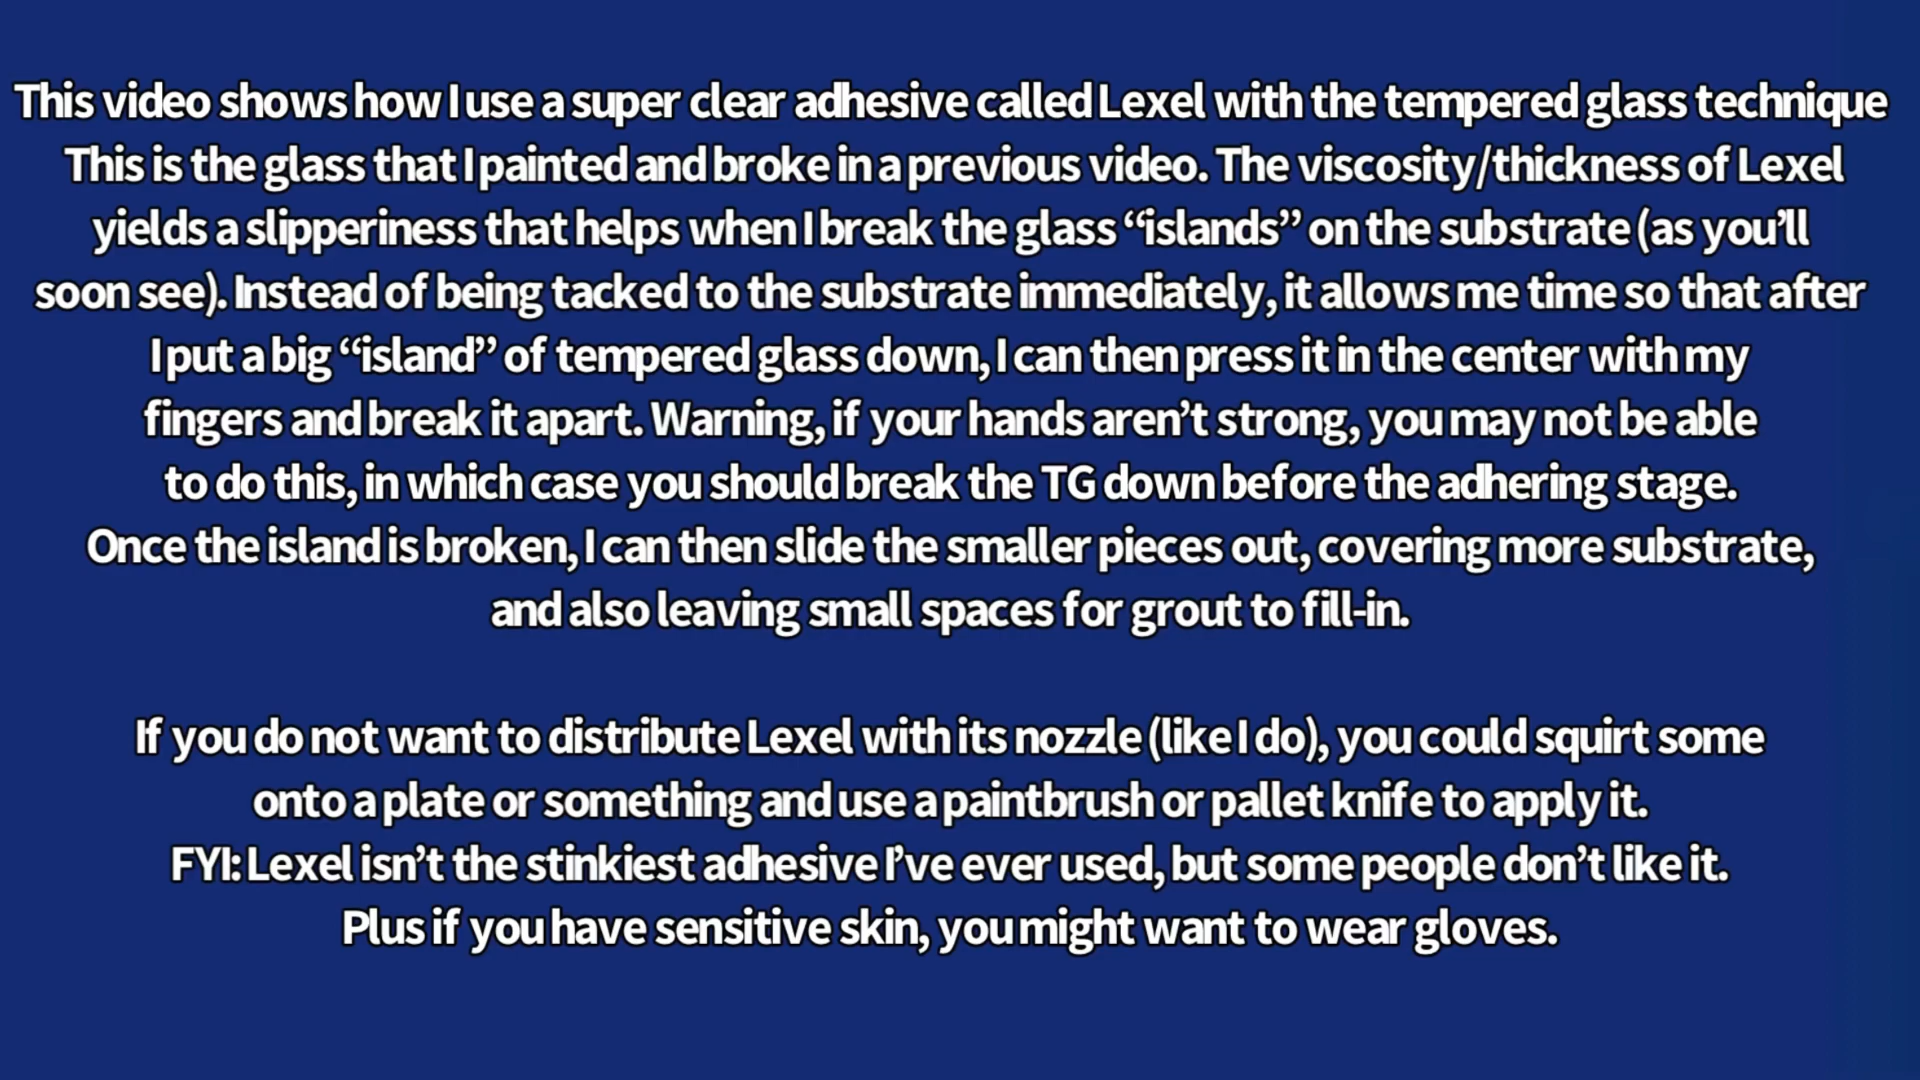 This video shows how I use a super clear adhesive called Lexel with the tempered glass technique
This is the glass that I painted and broke in a previous video. The viscosity/thickness of Lexel
yields a slipperiness that helps when I break the glass “islands” on the substrate (as you’ll
soon see). Instead of being tacked to the substrate immediately, it allows me time so that after
I put a big “island” of tempered glass down, I can then press it in the center with my
fingers and break it apart. Warning, if your hands aren’t strong, you may not be able
to do this, in which case you should break the TG down before the adhering stage.
Once the island is broken, I can then slide the smaller pieces out, covering more substrate,
and also leaving small spaces for grout to fill-in.
If you do not want to distribute Lexel with its nozzle (like I do), you could squirt some
onto a plate or something and use a paintbrush or pallet knife to apply it.
FYI: Lexel isn’t the stinkiest adhesive I’ve ever used, but some people don’t like it.
Plus if you have sensitive skin, you might want to wear gloves.